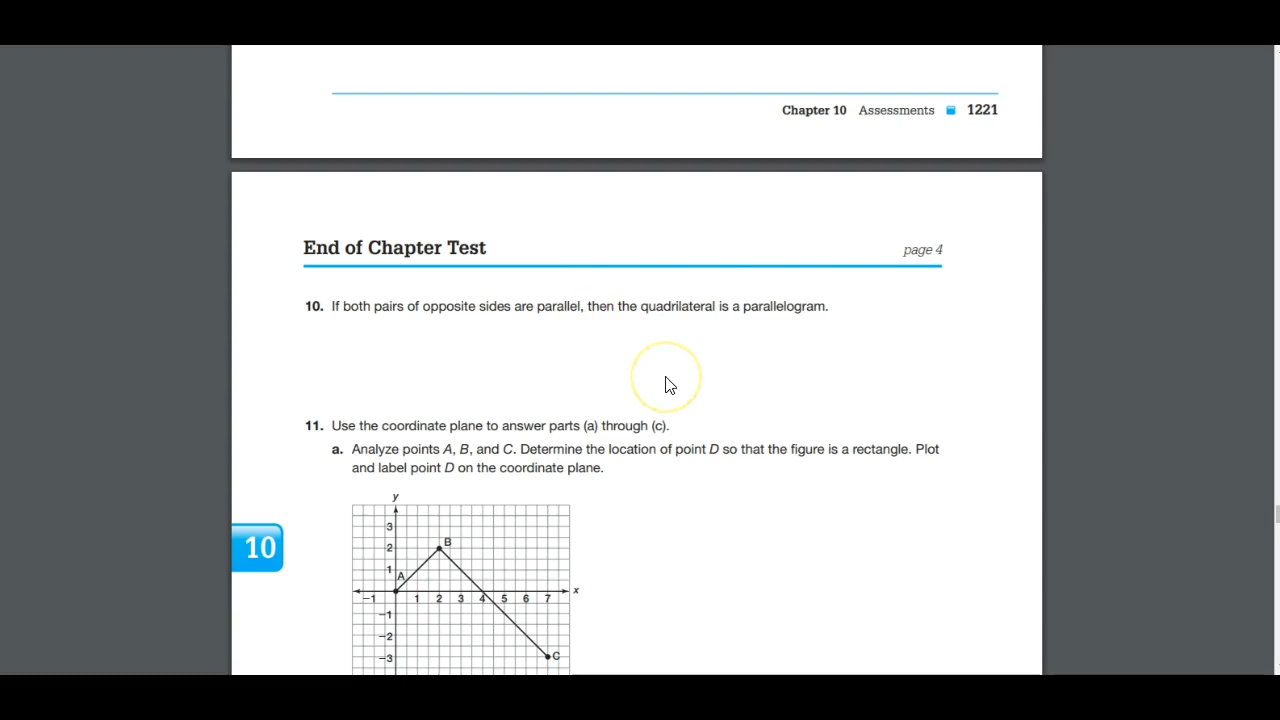 Chapter 10 Assessments 1221
End of Chapter Test page 4
10. If both pairs of opposite sides are parallel, then the quadrilateral is a parallelogram.
11. Use the coordinate plane to answer parts (a) through (c).
a. Analyze points A, B, and C. Determine the location of point D so that the figure is a rectangle. Plot
and label point D on the coordinate plane.
y
3
B
2
1
A
x
−1 1 2 3 4 5 6 7
−1
−2
−3
C
10